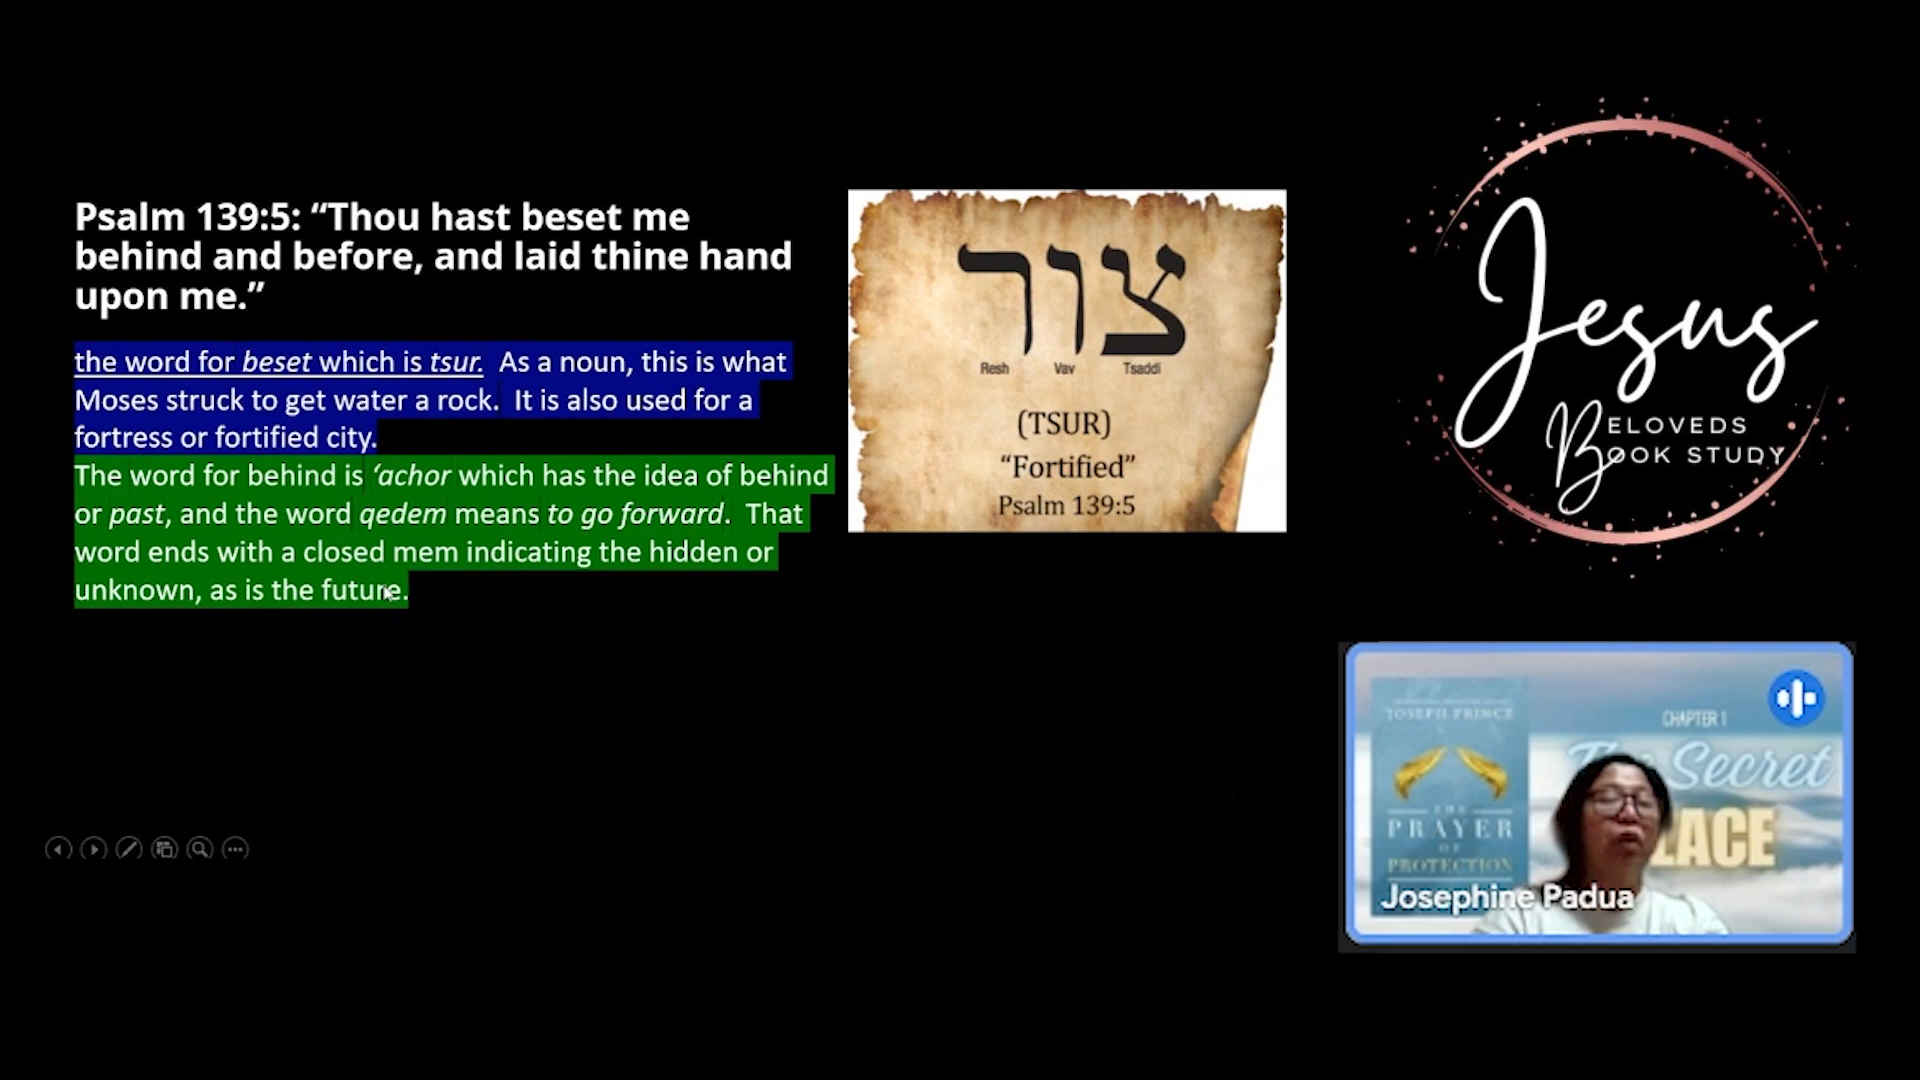 Psalm 139:5: “Thou hast beset me
behind and before, and laid thine hand
upon me.”
the word for beset which is tsur.  As a noun, this is what
Moses struck to get water a rock.  It is also used for a
fortress or fortified city.
The word for behind is ‘achor which has the idea of behind
or past, and the word qedem means to go forward.  That
word ends with a closed mem indicating the hidden or
unknown, as is the future.
צור
Resh Vav Tsaddi
(TSUR)
“Fortified”
Psalm 139:5
Jesus
BELOVEDS
BOOK STUDY
JOSEPH PRINCE
THE
PRAYER
OF
PROTECTION
CHAPTER 1
Secret
LACE
Josephine Padua